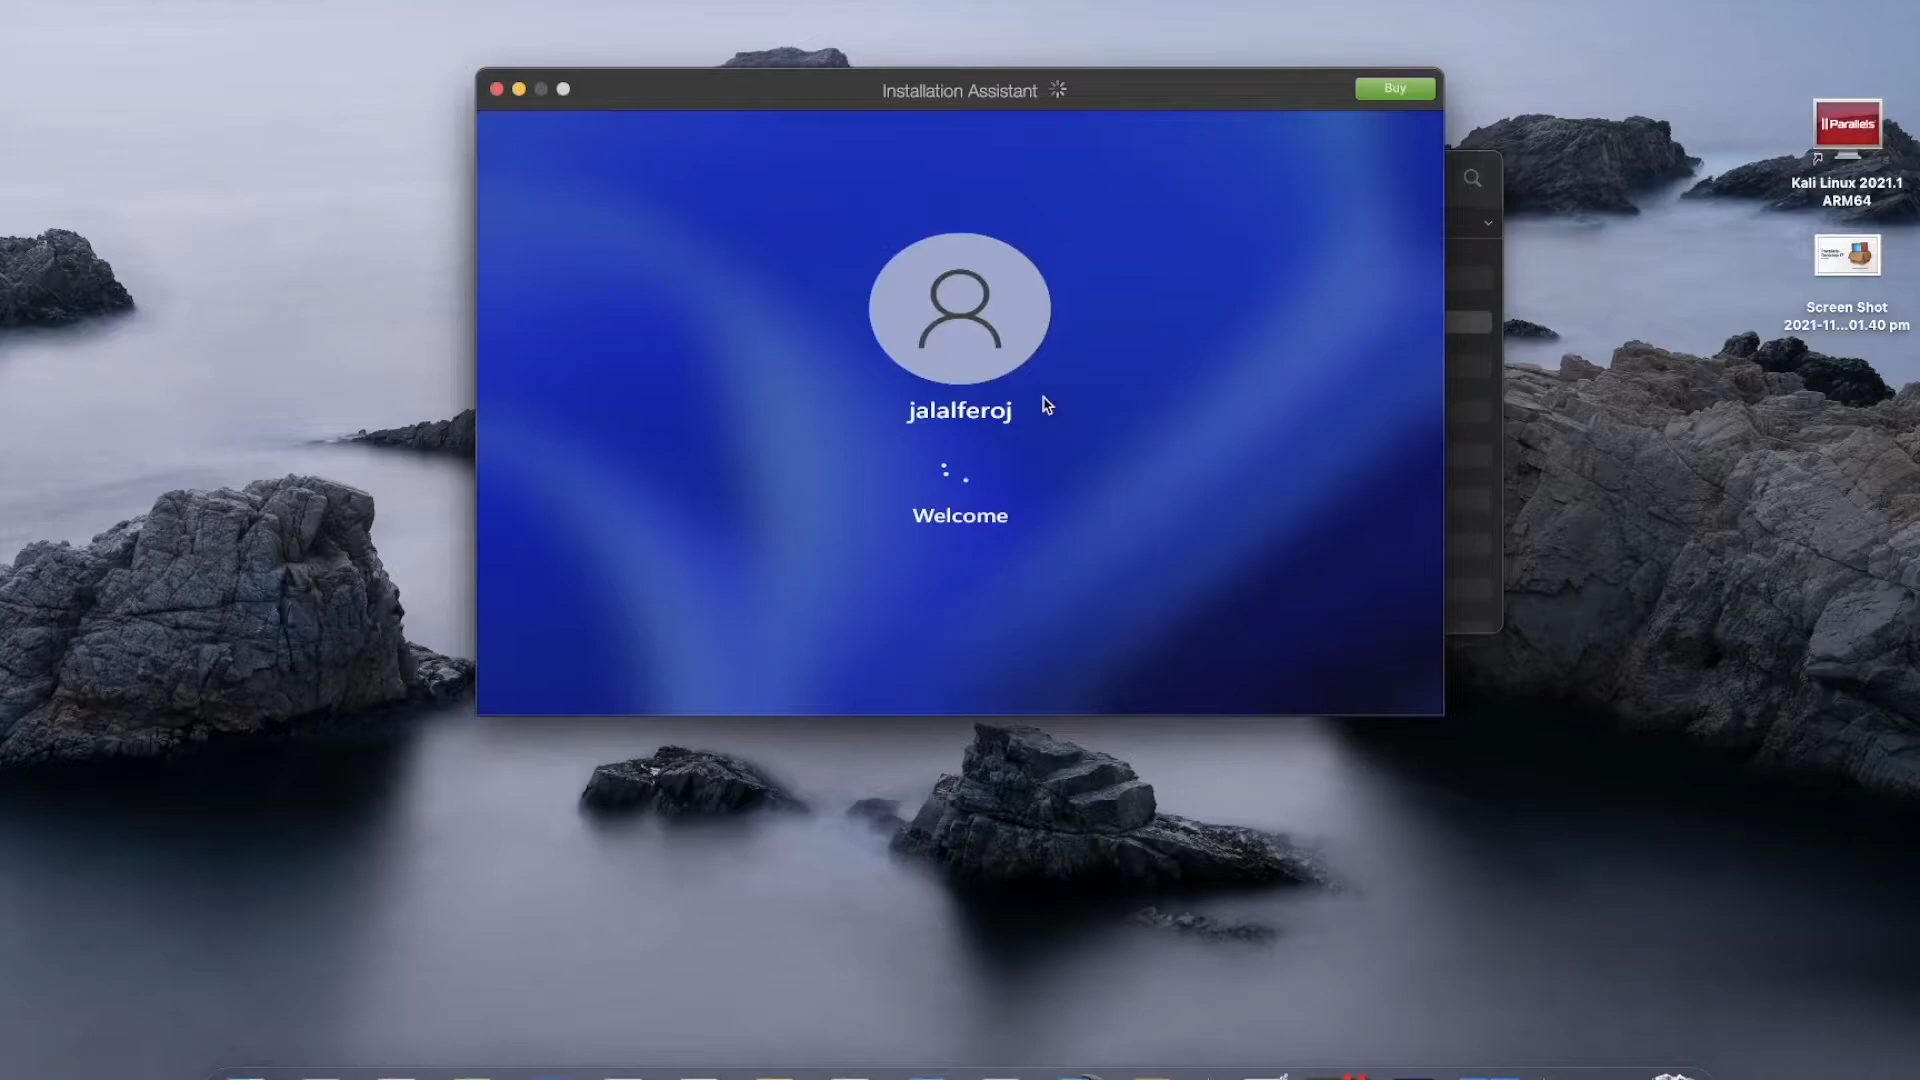 Installation Assistant
Buy
jalalferoj
Welcome
Parallels
Kali Linux 2021.1
ARM64
Screen Shot
2021-11...01.40 pm